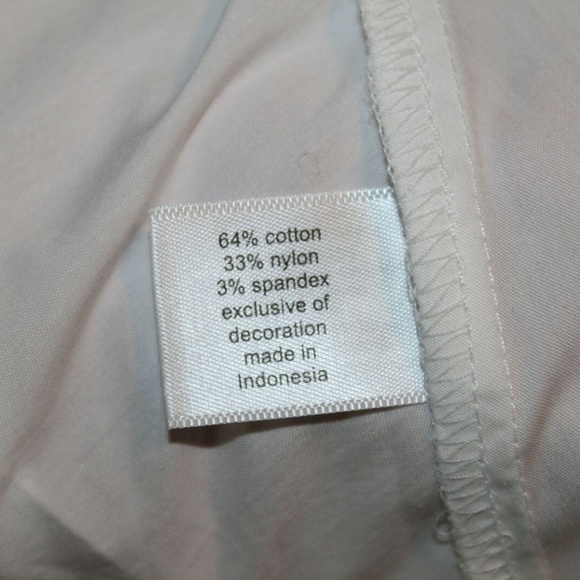 64% cotton
33% nylon
3% spandex
exclusive of
decoration
made in
Indonesia